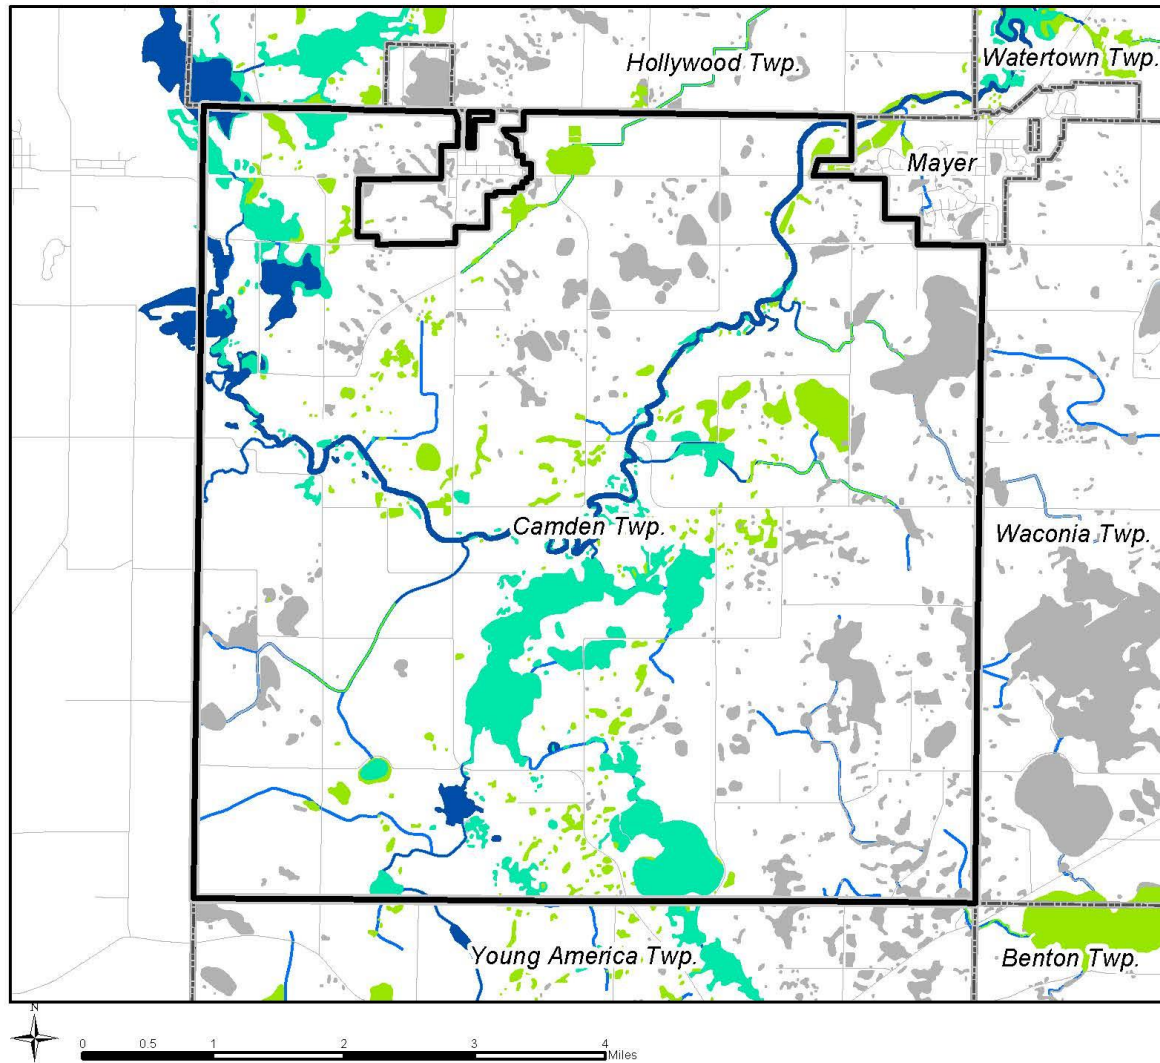 Hollywood Twp.
Watertown Twp.
Mayer
Camden Twp.
Waconia Twp.
Young America Twp.
Benton Twp.
N
0 0.5 1 2 3 4
Miles